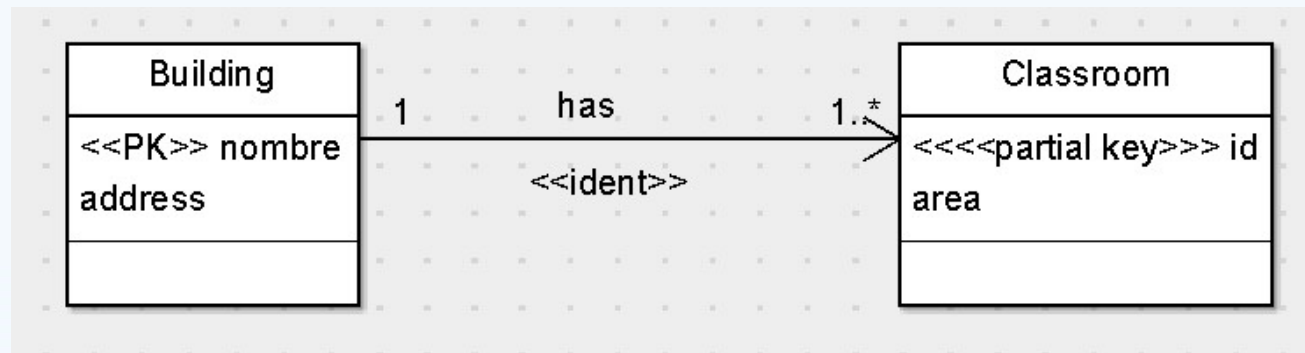 Building
<<PK>> nombre
address
1
has
1..*
<<ident>>
Classroom
<<<<partial key>>> id
area